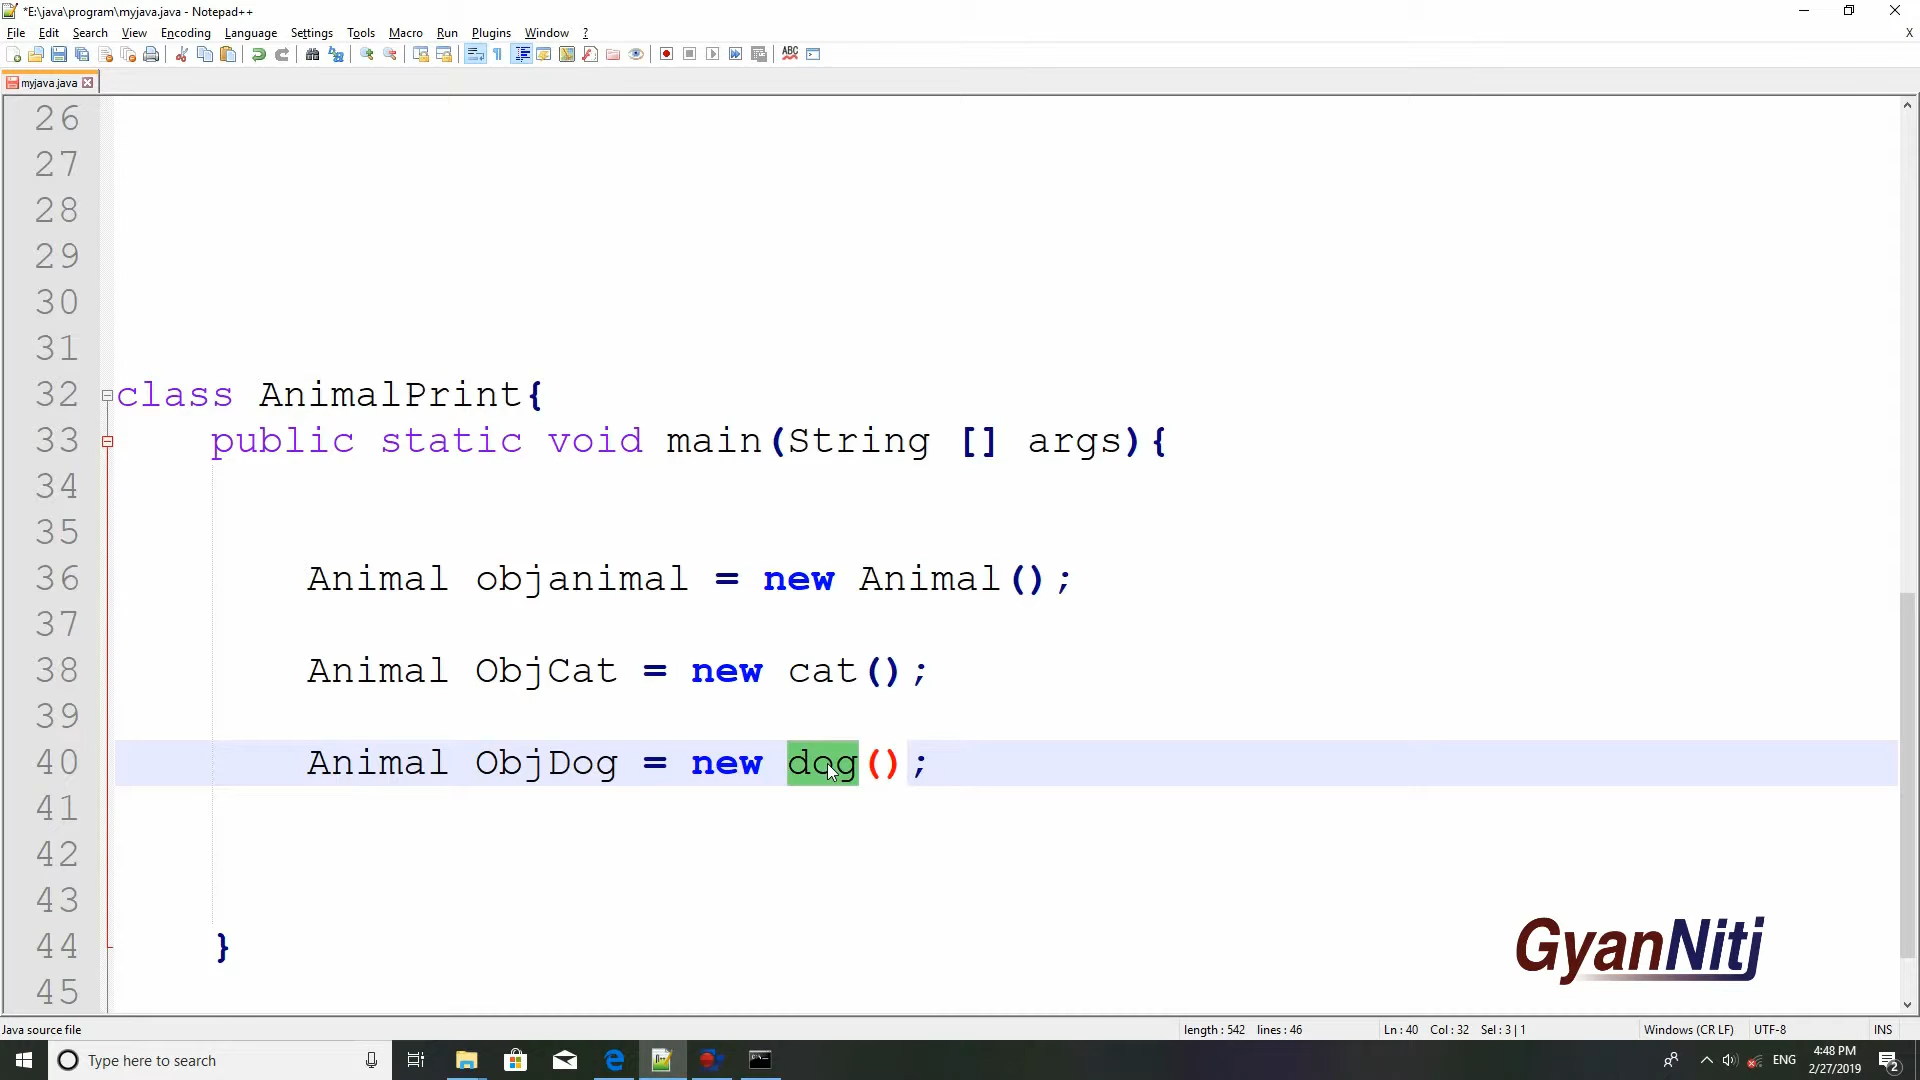 *E:\java\program\myjava.java - Notepad++
File Edit Search View Encoding Language Settings Tools Macro Run Plugins Window ? X
ABC
myjava.java
26
27
28
29
30
31
32 class AnimalPrint{
33 public static void main(String [] args){
34
35
36 Animal objanimal = new Animal();
37
38 Animal ObjCat = new cat();
39
40 Animal ObjDog = new dog();
41
42
43
44 }
45
GyanNitj
Java source file length : 542 lines : 46 Ln : 40 Col : 32 Sel : 3 | 1 Windows (CR LF) UTF-8 INS
Type here to search ENG 4:48 PM
2/27/2019 2